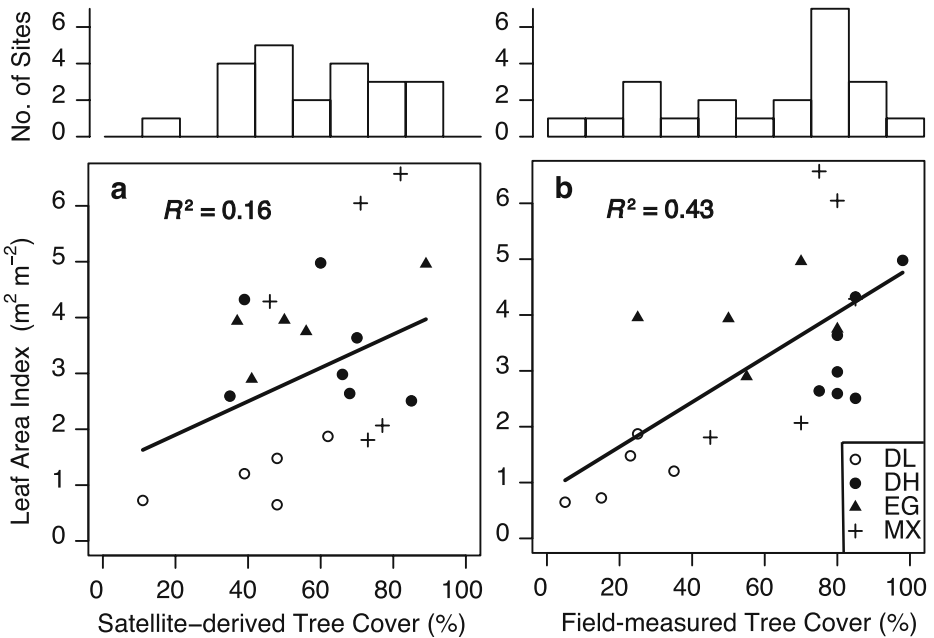 No. of Sites
6
4
2
0
6
4
2
0
a
R² = 0.16
b
R² = 0.43
Leaf Area Index (m² m⁻²)
6
5
4
3
2
1
0
6
5
4
3
2
1
0
DL
DH
EG
MX
0 20 40 60 80 100
0 20 40 60 80 100
Satellite−derived Tree Cover (%)
Field-measured Tree Cover (%)